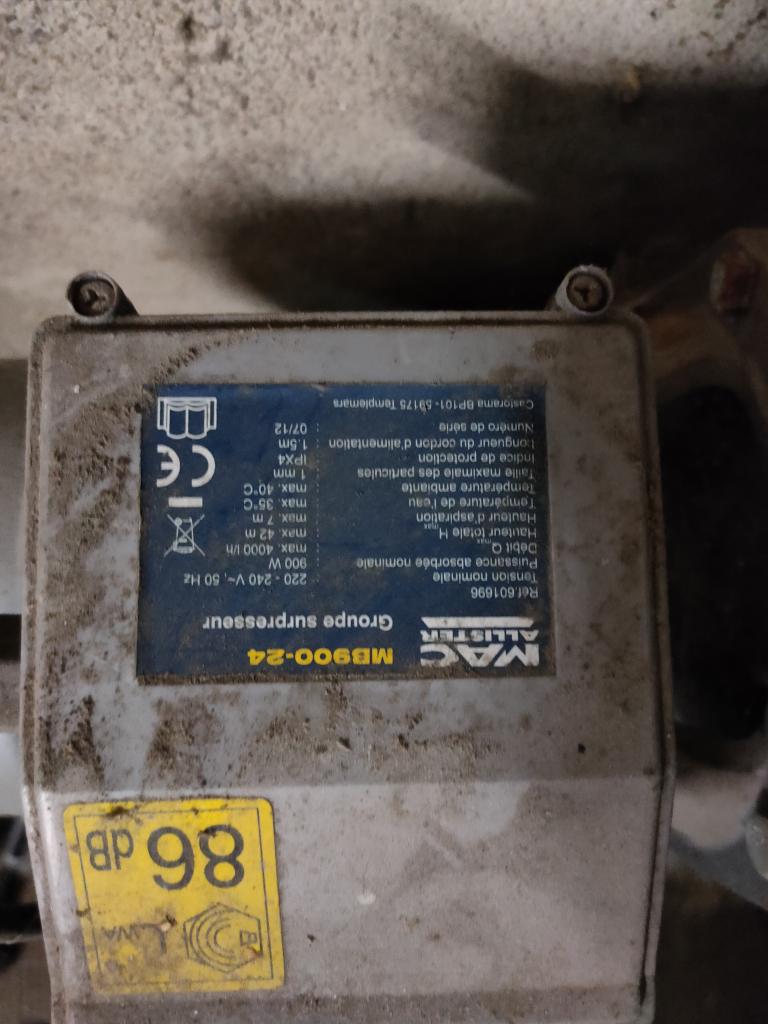 MAC
ALLISTER
MB900-24
Groupe surpresseur
Réf.601696
Tension nominale : 220 - 240 V~, 50 Hz
Puissance absorbée nominale : 900 W
Débit Qmax : max. 4000 l/h
Hauteur totale Hmax : max. 42 m
Hauteur d'aspiration : max. 7 m
Température de l'eau : max. 35°C
Température ambiante : max. 40°C
Taille maximale des particules : 1 mm
Indice de protection : IPX4
Longueur du cordon d'alimentation : 1.5m
Numéro de série : 07/12
Castorama BP101- 59175 Templemars
CE
LWA
86 dB